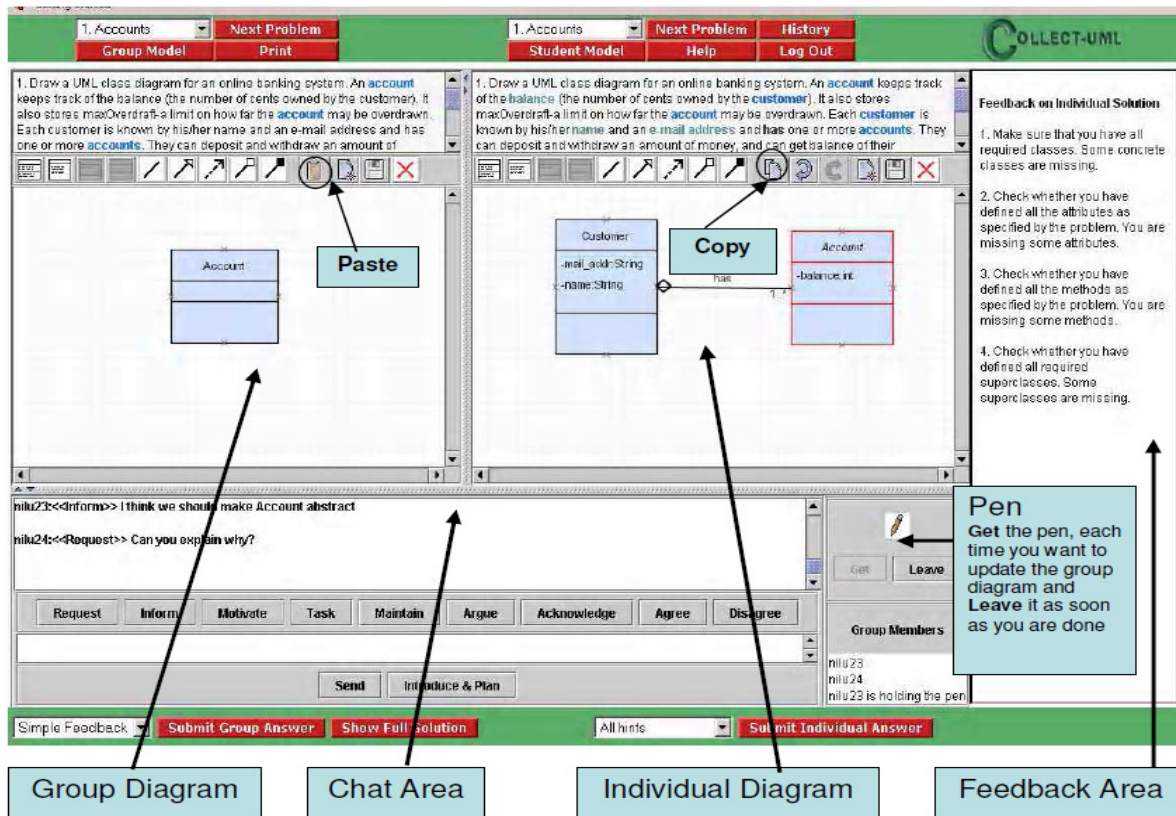 1. Accounts
Next Problem
Group Model
Print
1. Accounts
Next Problem
History
Student Model
Help
Log Out
COLLECT-UML
1. Draw a UML class diagram for an online banking system. An account
keeps track of the balance (the number of cents owned by the customer). It
also stores maxOverdraft-a limit on how far the account may be overdrawn.
Each customer is known by his/her name and an e-mail address and has
one or more accounts. They can deposit and withdraw an amount of
1. Draw a UML class diagram for an online banking system. An account keeps track
of the balance (the number of cents owned by the customer). It also stores
maxOverdraft-a limit on how far the account may be overdrawn. Each customer is
known by his/her name and an e-mail address and has one or more accounts. They
can deposit and withdraw an amount of money, and can get balance of their
Paste
Copy
Account
Customer
-mail_addr:String
-name:String
has
1..*
Account
-balance:int
Feedback on Individual Solution
1. Make sure that you have all
required classes. Some concrete
classes are missing.
2. Check whether you have
defined all the attributes as
specified by the problem. You are
missing some attributes.
3. Check whether you have
defined all the methods as
specified by the problem. You are
missing some methods.
4. Check whether you have
defined all required
superclasses. Some
superclasses are missing.
nilu23:<<Inform>> I think we should make Account abstract
nilu24:<<Request>> Can you explain why?
Request
Inform
Motivate
Task
Maintain
Argue
Acknowledge
Agree
Disagree
Send
Introduce & Plan
Get
Leave
Group Members
nilu23
nilu24
nilu23 is holding the pen
Pen
Get the pen, each
time you want to
update the group
diagram and
Leave it as soon
as you are done
Simple Feedback
Submit Group Answer
Show Full Solution
All hints
Submit Individual Answer
Group Diagram
Chat Area
Individual Diagram
Feedback Area